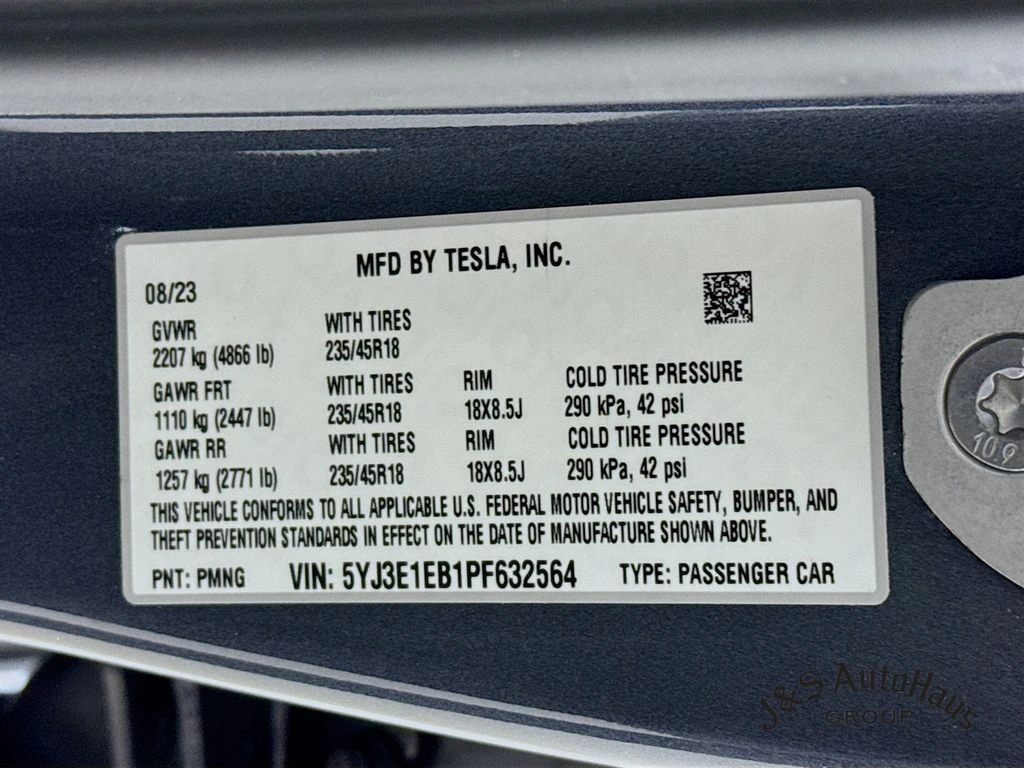 MFD BY TESLA, INC.
08/23
GVWR WITH TIRES
2207 kg (4866 lb) 235/45R18
GAWR FRT WITH TIRES RIM COLD TIRE PRESSURE
1110 kg (2447 lb) 235/45R18 18X8.5J 290 kPa, 42 psi
GAWR RR WITH TIRES RIM COLD TIRE PRESSURE
1257 kg (2771 lb) 235/45R18 18X8.5J 290 kPa, 42 psi
THIS VEHICLE CONFORMS TO ALL APPLICABLE U.S. FEDERAL MOTOR VEHICLE SAFETY, BUMPER, AND
THEFT PREVENTION STANDARDS IN EFFECT ON THE DATE OF MANUFACTURE SHOWN ABOVE.
PNT: PMNG VIN: 5YJ3E1EB1PF632564 TYPE: PASSENGER CAR
10.9
J&S AutoHaus
GROUP